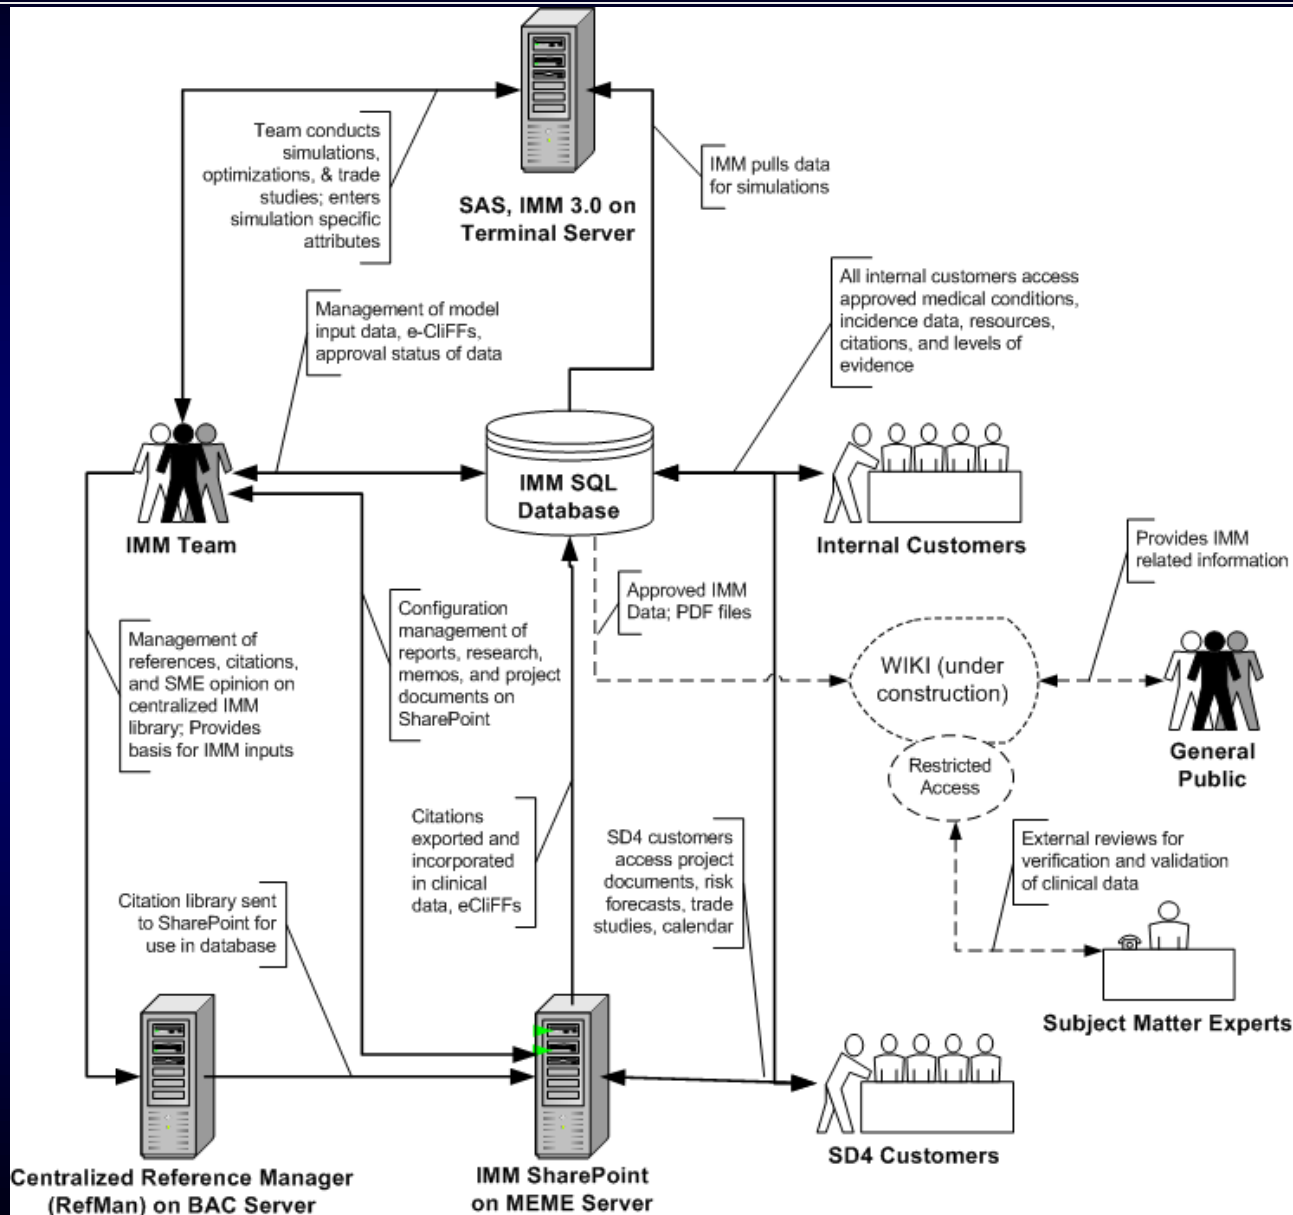 Team conducts
simulations,
optimizations, & trade
studies; enters
simulation specific
attributes
SAS, IMM 3.0 on
Terminal Server
IMM pulls data
for simulations
Management of model
input data, e-CliFFs,
approval status of data
All internal customers access
approved medical conditions,
incidence data, resources,
citations, and levels of
evidence
IMM Team
IMM SQL
Database
Internal Customers
Provides IMM
related information
Approved IMM
Data; PDF files
Management of
references, citations,
and SME opinion on
centralized IMM
library; Provides
basis for IMM inputs
Configuration
management of
reports, research,
memos, and project
documents on
SharePoint
WIKI (under
construction)
General
Public
Restricted
Access
Citations
exported and
incorporated
in clinical
data, eCliFFs
SD4 customers
access project
documents, risk
forecasts, trade
studies, calendar
External reviews for
verification and validation
of clinical data
Citation library sent
to SharePoint for
use in database
Subject Matter Experts
Centralized Reference Manager
(RefMan) on BAC Server
IMM SharePoint
on MEME Server
SD4 Customers